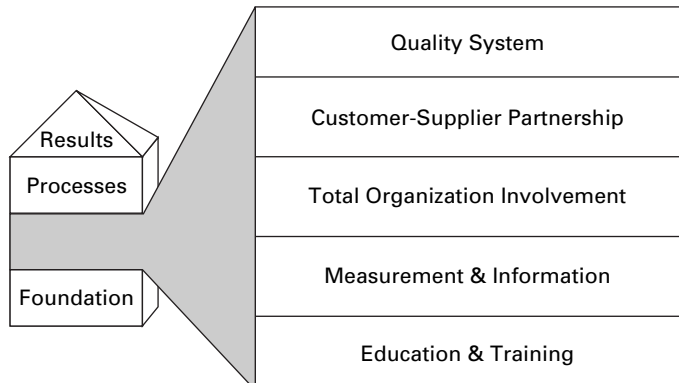 Quality System
Customer-Supplier Partnership
Results
Processes
Total Organization Involvement
Measurement & Information
Foundation
Education & Training